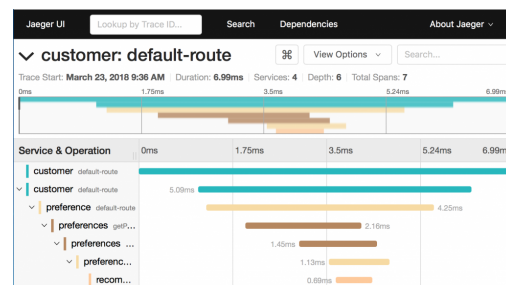 Jaeger UI Lookup by Trace ID... Search Dependencies About Jaeger
customer: default-route ⌘ View Options Search...
Trace Start: March 23, 2018 9:36 AM | Duration: 6.99ms | Services: 4 | Depth: 6 | Total Spans: 7
0ms 1.75ms 3.5ms 5.24ms 6.99m
Service & Operation 0ms 1.75ms 3.5ms 5.24ms 6.99m
customer default-route
customer default-route 5.09ms
preference default-route 4.25ms
preferences getP... 2.16ms
preferences ... 1.45ms
preferenc... 1.13ms
recom... 0.69ms